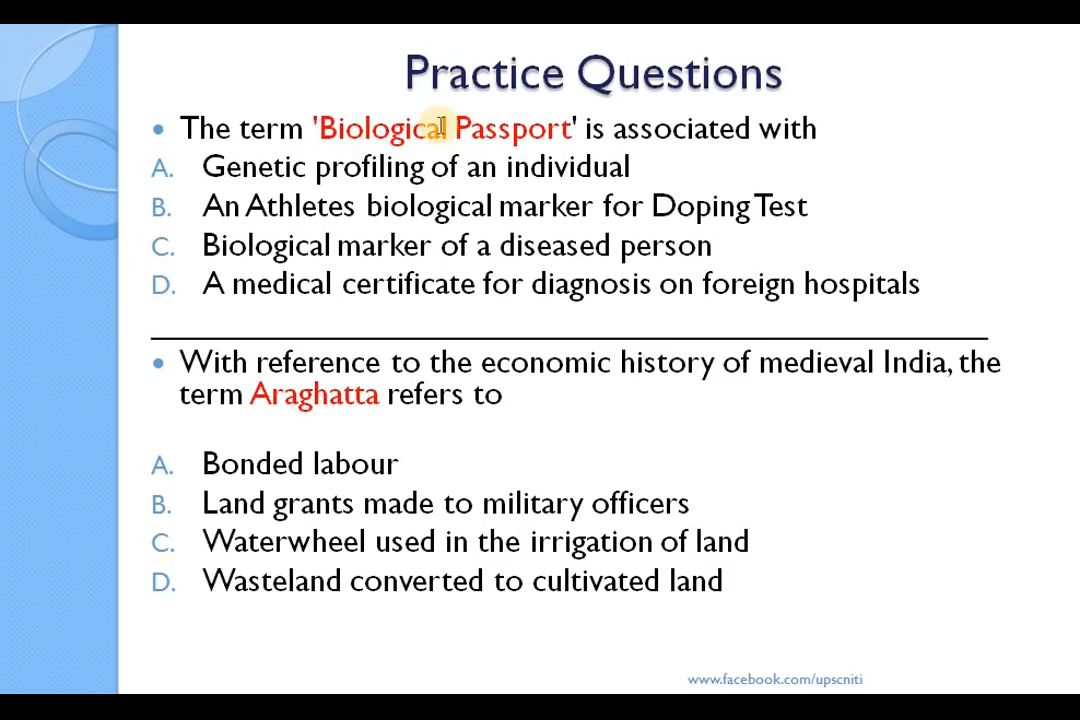 Practice Questions
• The term 'Biological Passport' is associated with
A. Genetic profiling of an individual
B. An Athletes biological marker for Doping Test
C. Biological marker of a diseased person
D. A medical certificate for diagnosis on foreign hospitals
• With reference to the economic history of medieval India, the
term Araghatta refers to
A. Bonded labour
B. Land grants made to military officers
C. Waterwheel used in the irrigation of land
D. Wasteland converted to cultivated land
www.facebook.com/upscniti